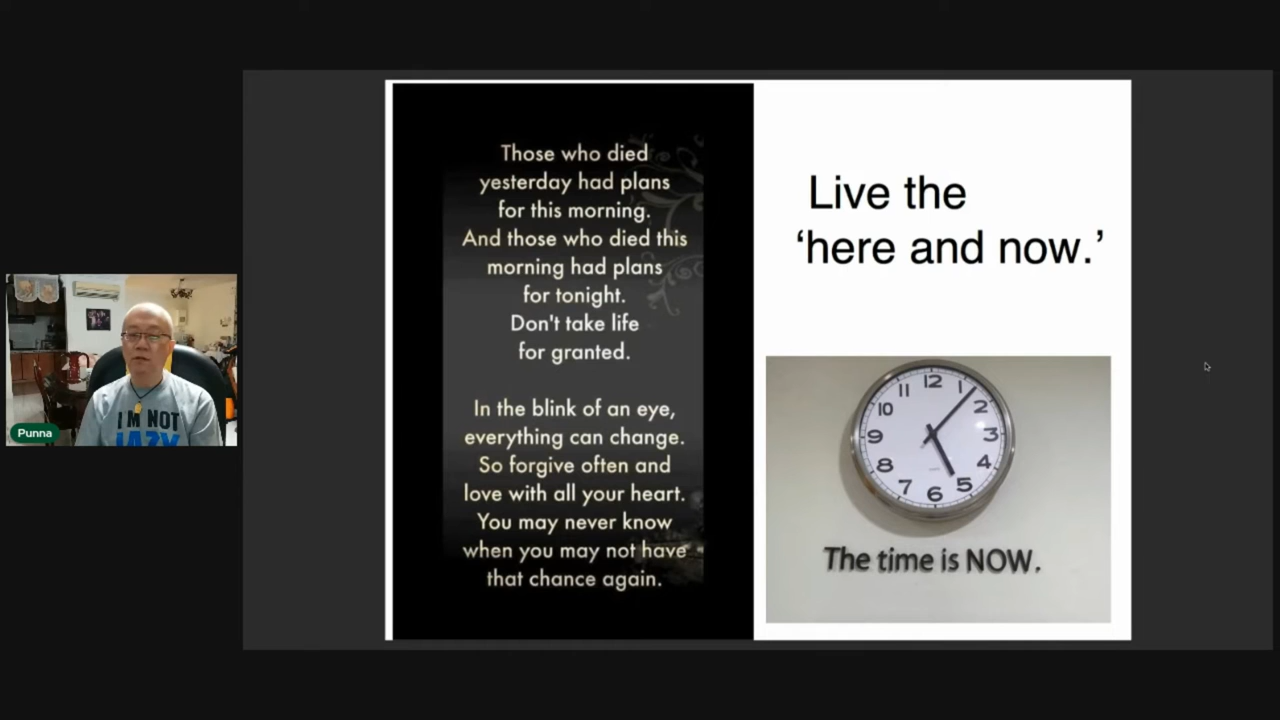 Those who died
yesterday had plans
for this morning.
And those who died this
morning had plans
for tonight.
Don't take life
for granted.
In the blink of an eye,
everything can change.
So forgive often and
love with all your heart.
You may never know
when you may not have
that chance again.
Live the
‘here and now.’
12
1
2
3
4
5
6
7
8
9
10
11
The time is NOW.
I'M NOT
LAZY
Punna